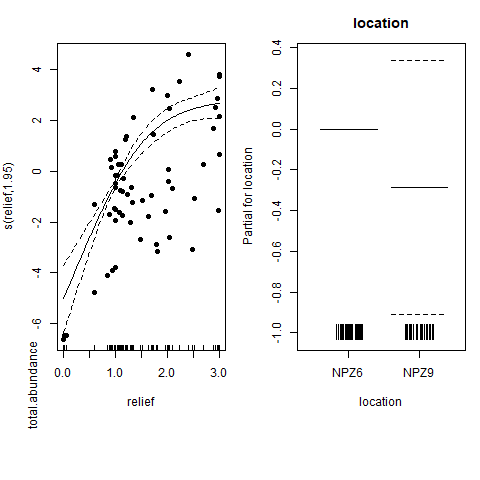 location
s(relief,1.95)
total.abundance
4
2
0
-2
-4
-6
0.0
1.0
2.0
3.0
relief
Partial for location
0.4
0.2
0.0
-0.2
-0.4
-0.6
-0.8
-1.0
NPZ6
NPZ9
location